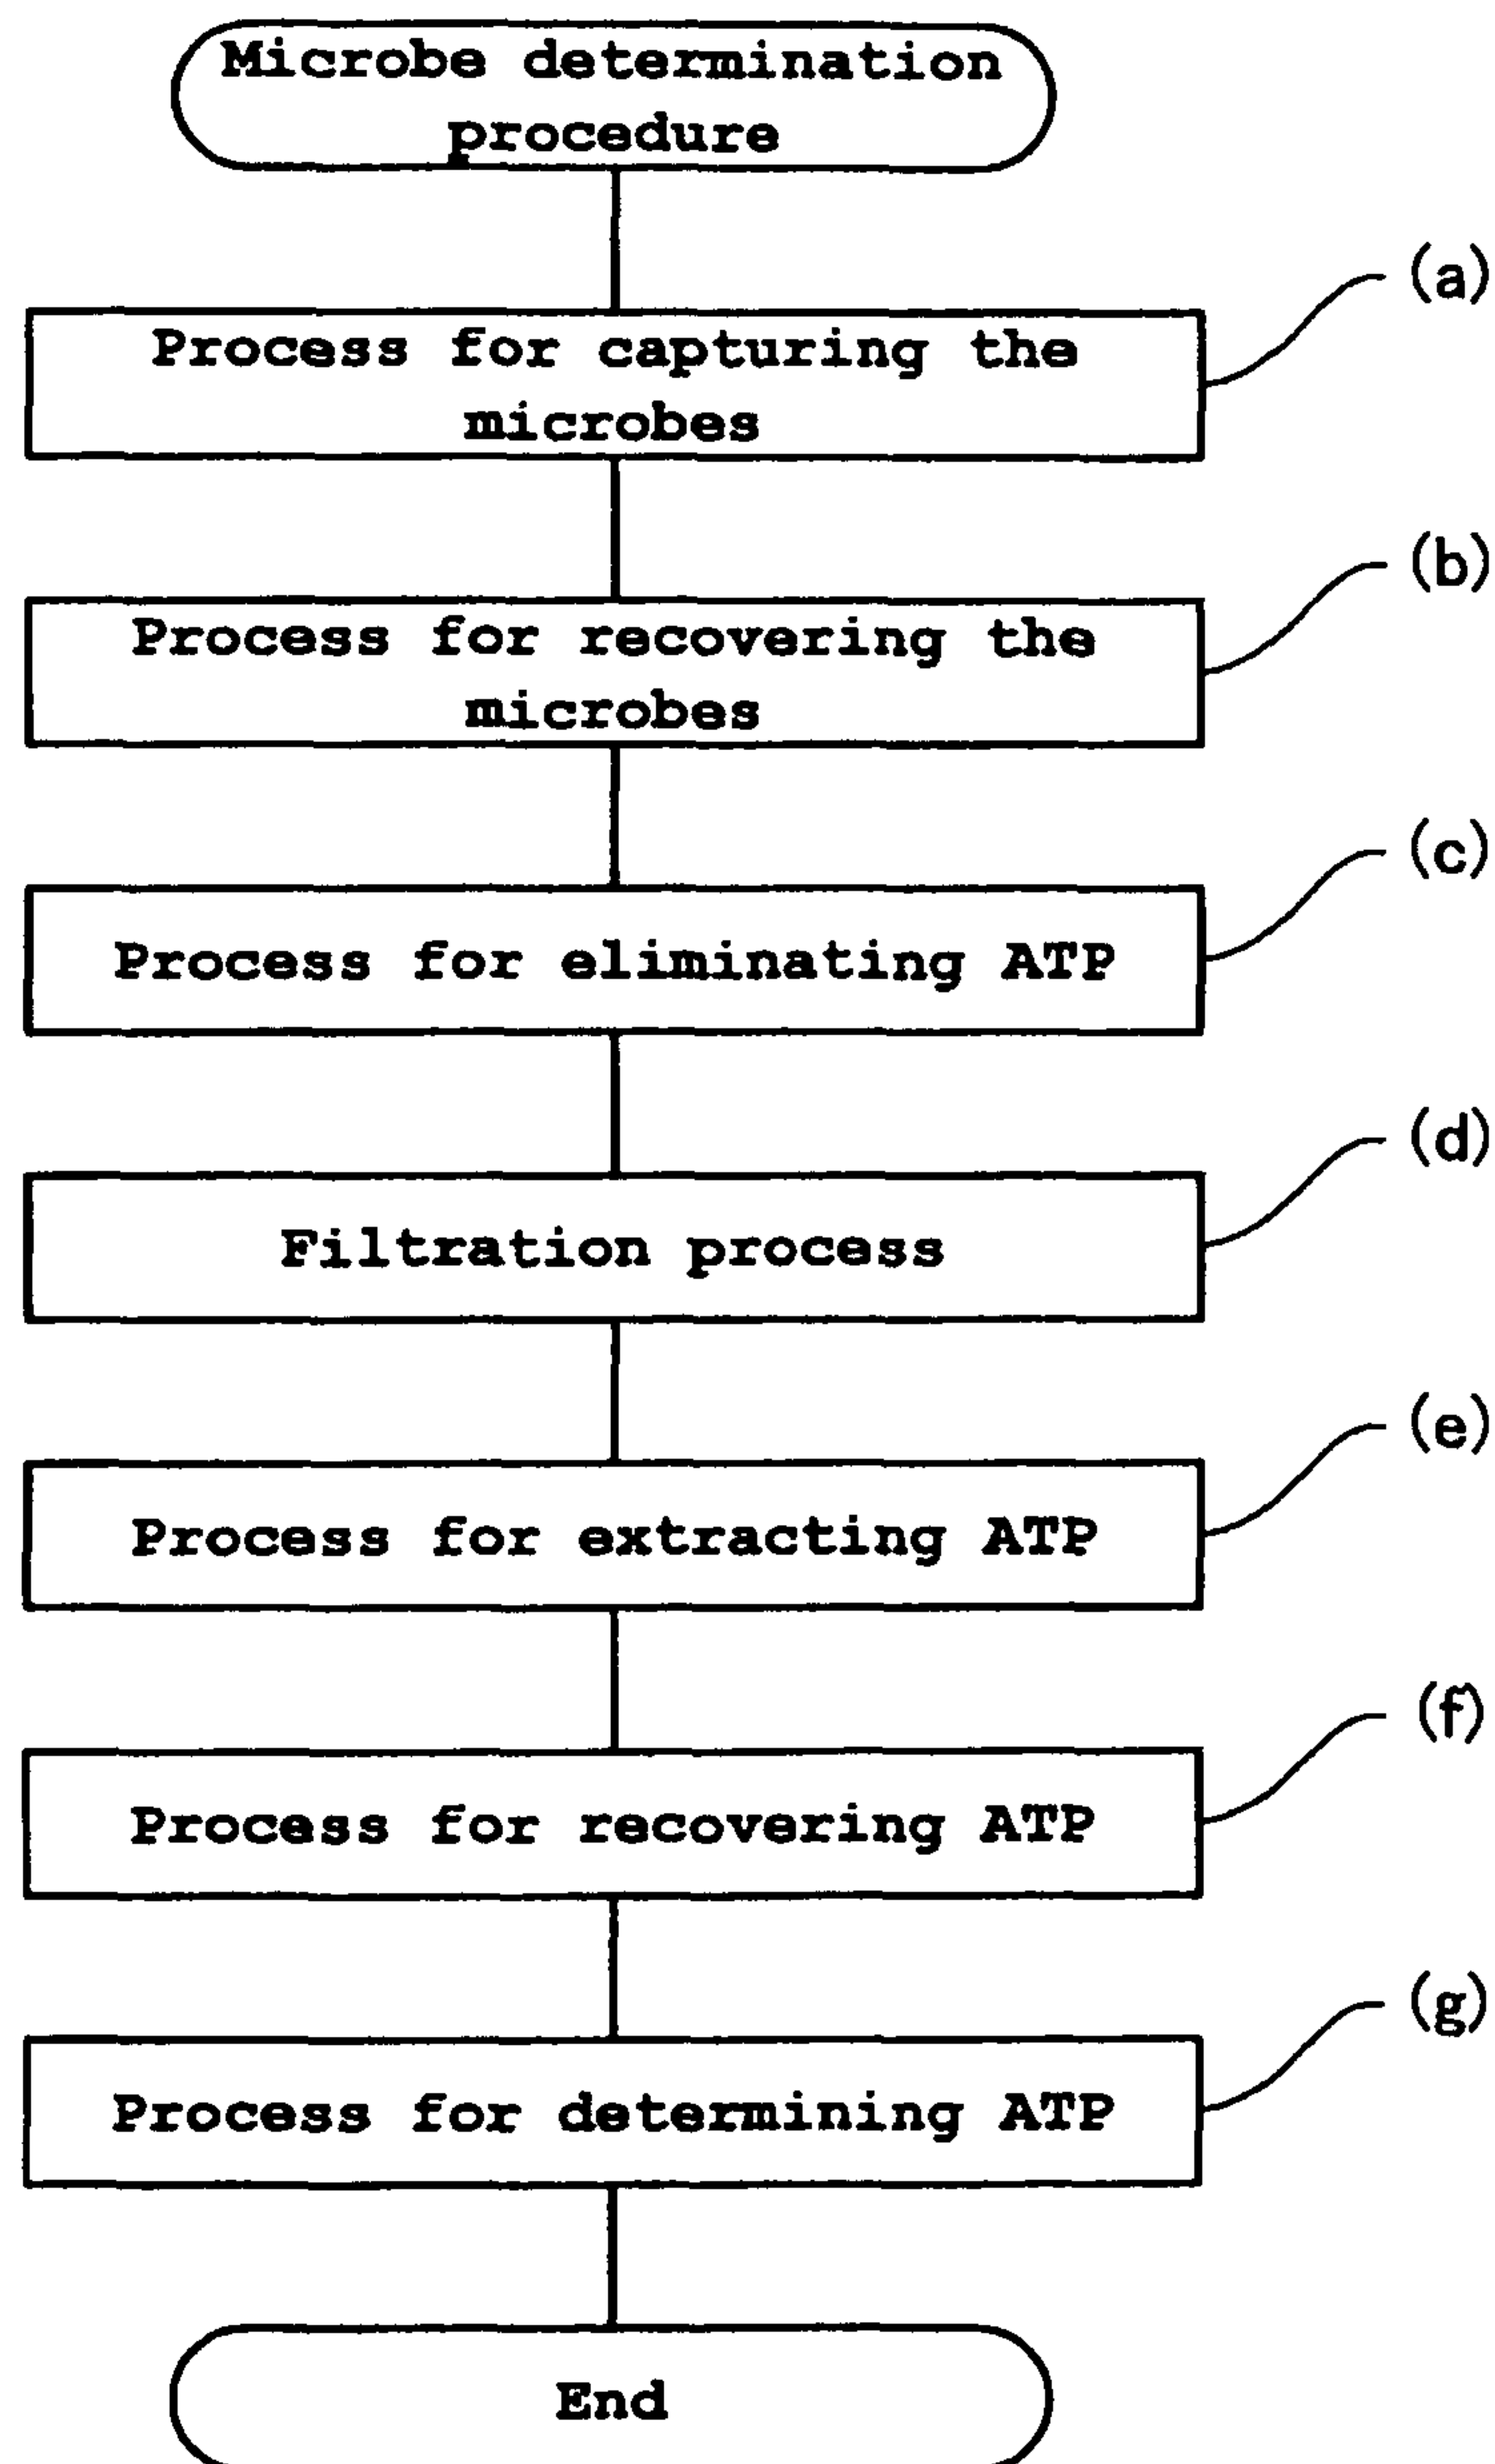 Microbe determination
procedure
(a)
Process for capturing the
microbes
(b)
Process for recovering the
microbes
(c)
Process for eliminating ATP
(d)
Filtration process
(e)
Process for extracting ATP
(f)
Process for recovering ATP
(g)
Process for determining ATP
End